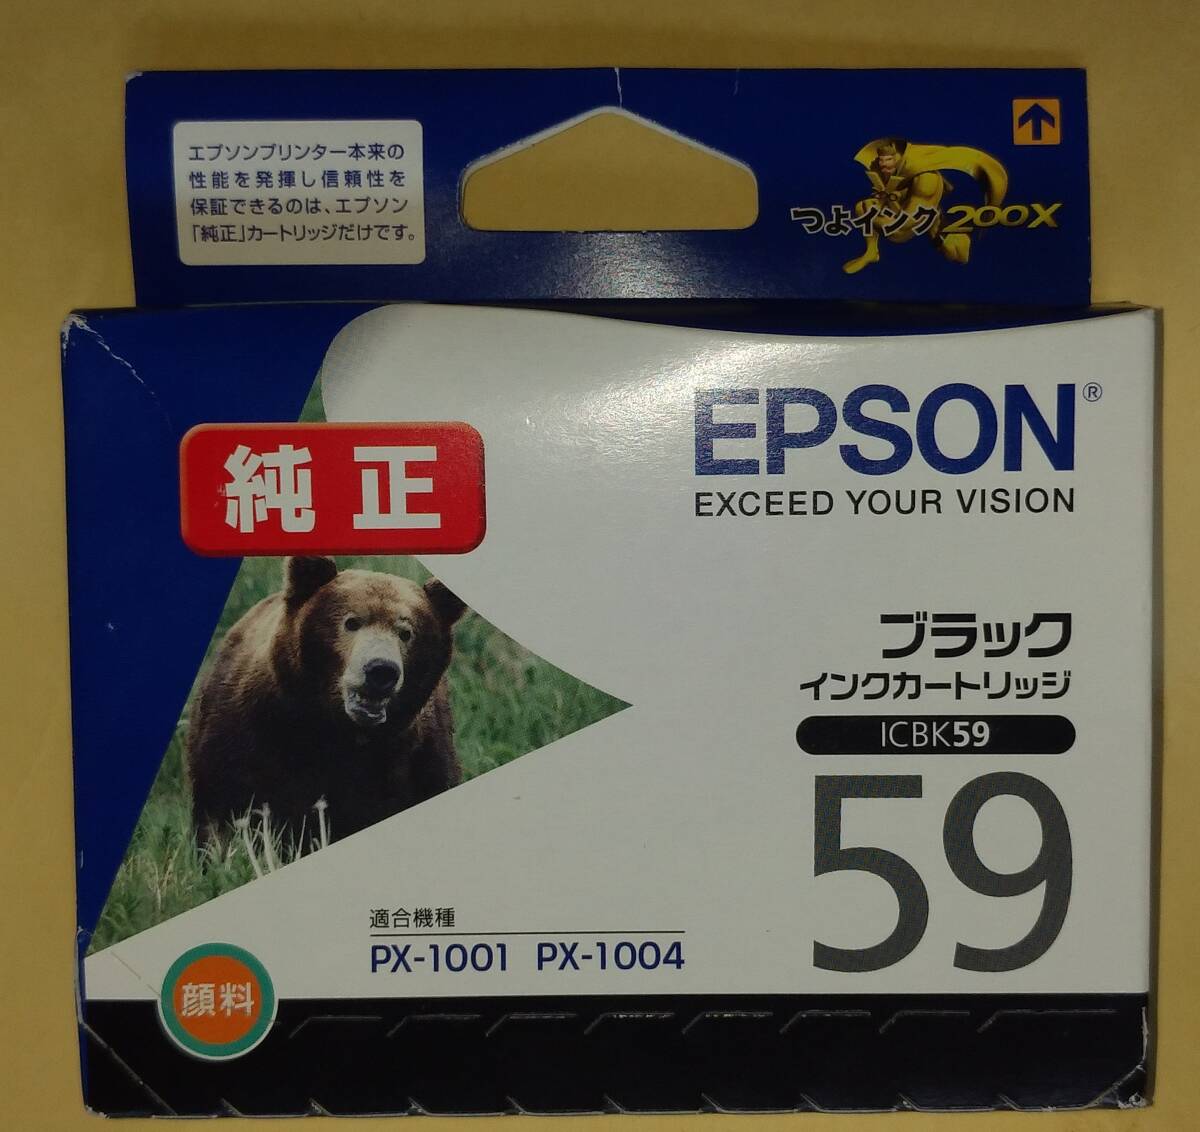 エプソンプリンター本来の
性能を発揮し信頼性を
保証できるのは、エプソン
「純正」カートリッジだけです。
つよインク200X
純正
EPSON®
EXCEED YOUR VISION
ブラック
インクカートリッジ
ICBK59
59
適合機種
PX-1001 PX-1004
顔料